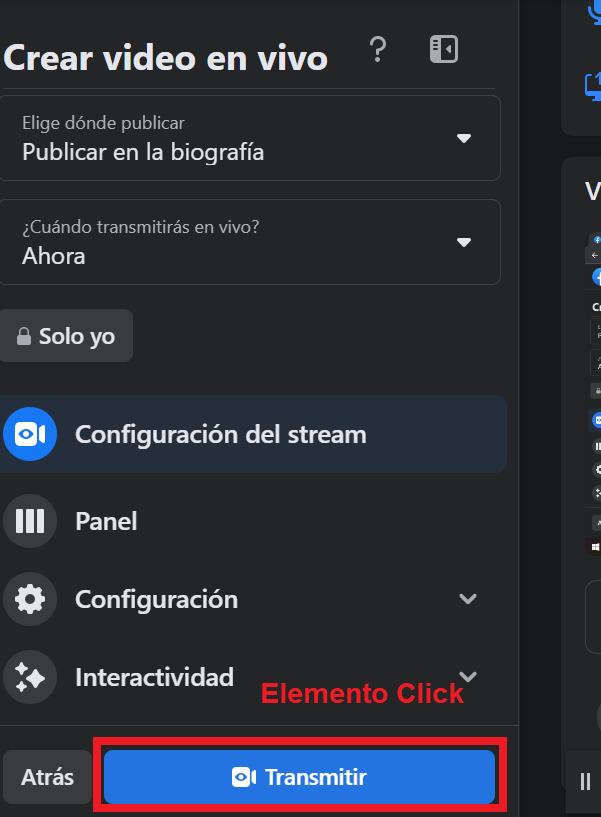 Crear video en vivo
Elige dónde publicar
Publicar en la biografía
¿Cuándo transmitirás en vivo?
Ahora
Solo yo
Configuración del stream
Panel
Configuración
Interactividad
Elemento Click
Atrás
Transmitir
V